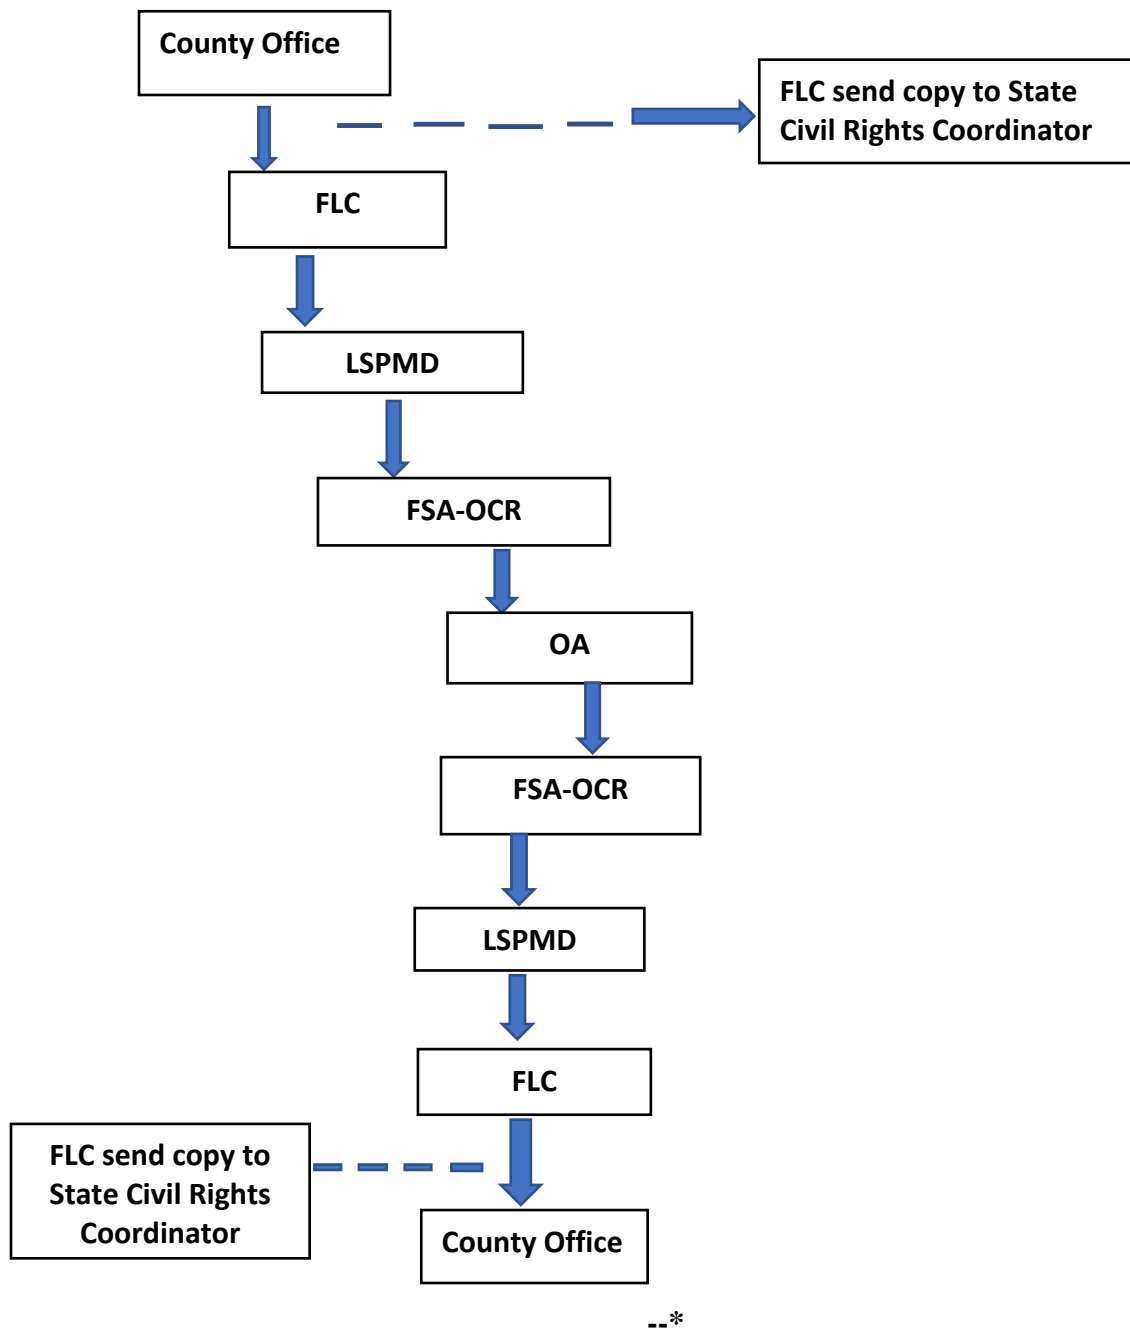 County Office
FLC send copy to State
Civil Rights Coordinator
FLC
LSPMD
FSA-OCR
OA
FSA-OCR
LSPMD
FLC
FLC send copy to
State Civil Rights
Coordinator
County Office
--*